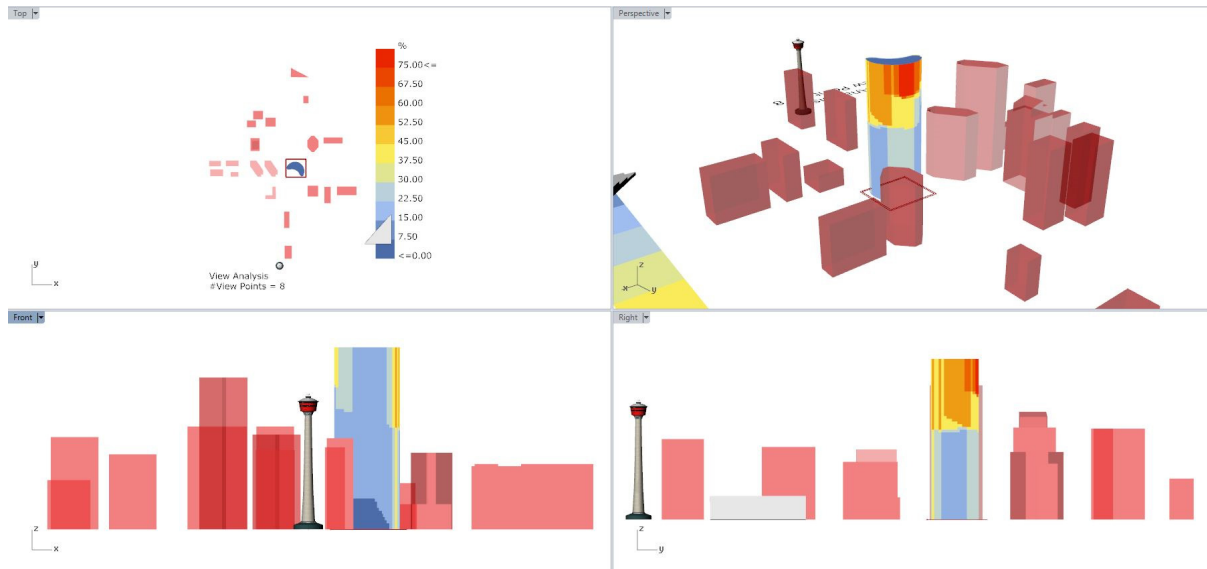 Top
%
75.00<=
67.50
60.00
52.50
45.00
37.50
30.00
22.50
15.00
7.50
<=0.00
View Analysis
#View Points = 8
y
x
Perspective
8
z
x
y
Front
z
x
Right
z
y